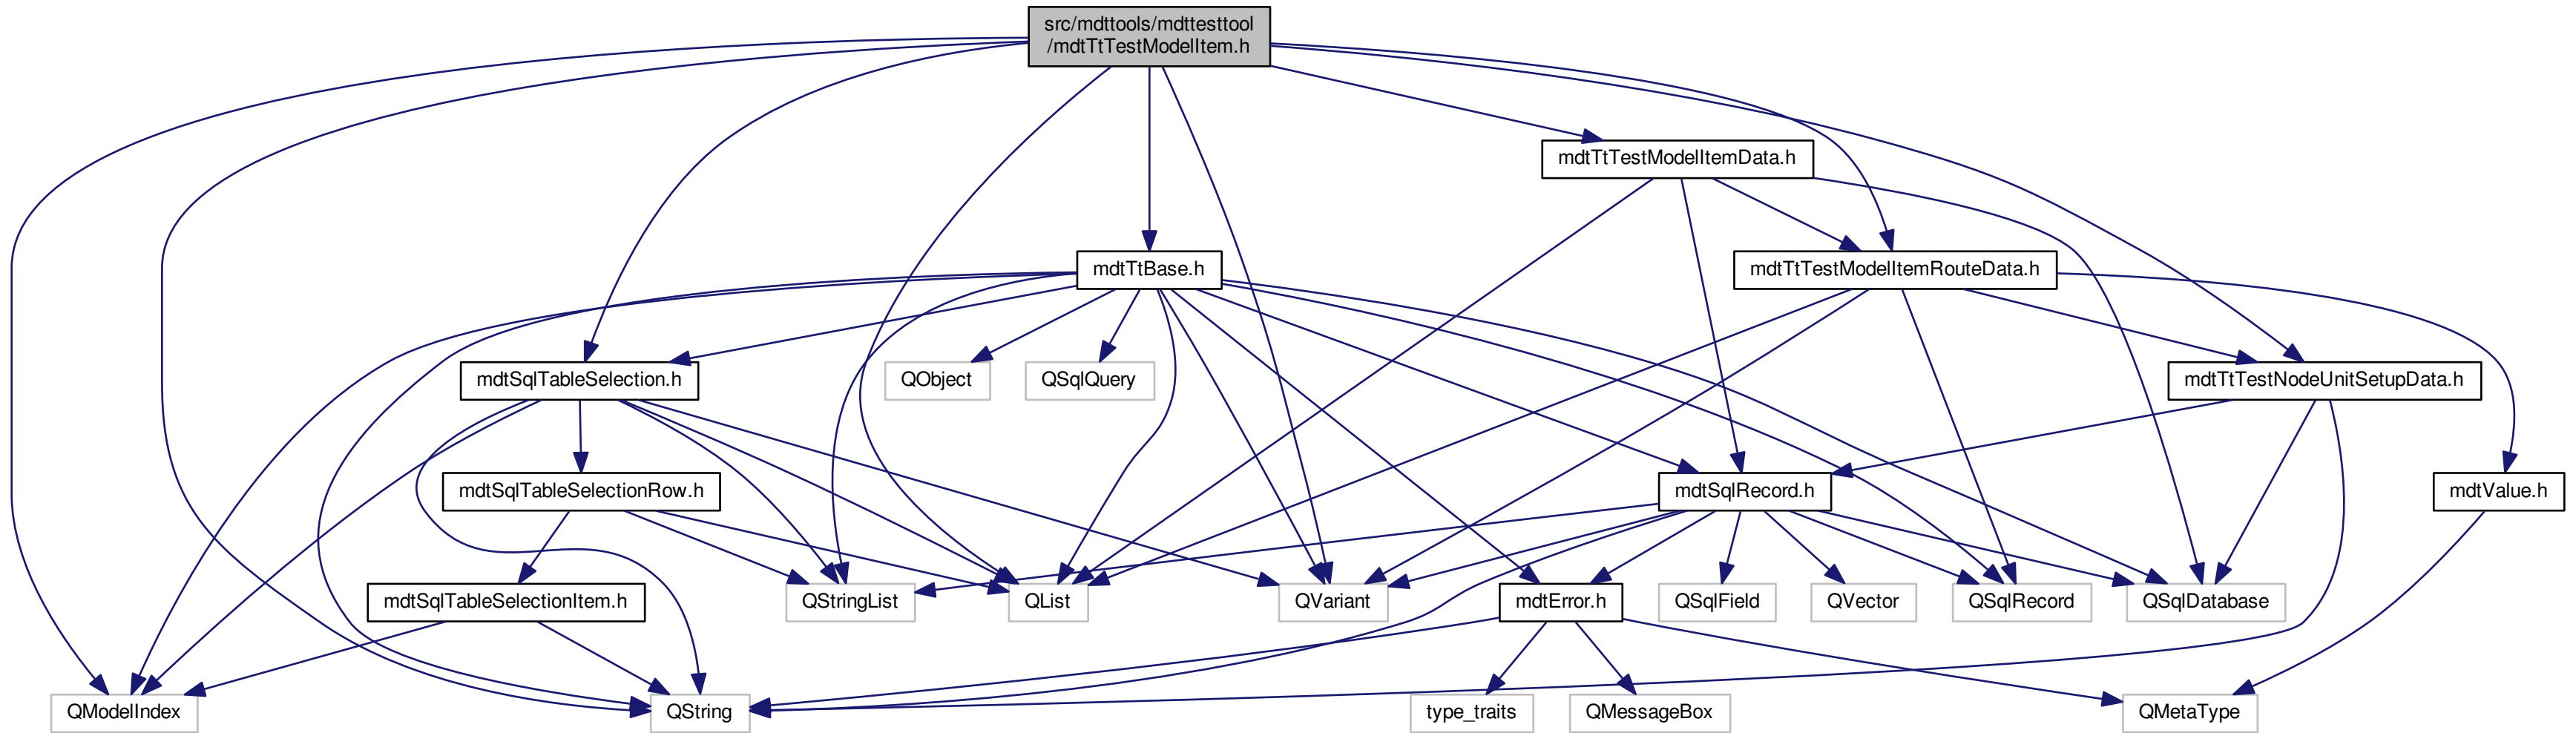 src/mdttools/mdttesttool
/mdtTtTestModelItem.h
mdtTtTestModelItemData.h
mdtTtBase.h
mdtTtTestModelItemRouteData.h
mdtSqlTableSelection.h
QObject
QSqlQuery
mdtTtTestNodeUnitSetupData.h
mdtSqlTableSelectionRow.h
mdtSqlRecord.h
mdtValue.h
mdtSqlTableSelectionItem.h
QStringList
QList
QVariant
mdtError.h
QSqlField
QVector
QSqlRecord
QSqlDatabase
QModelIndex
QString
type_traits
QMessageBox
QMetaType